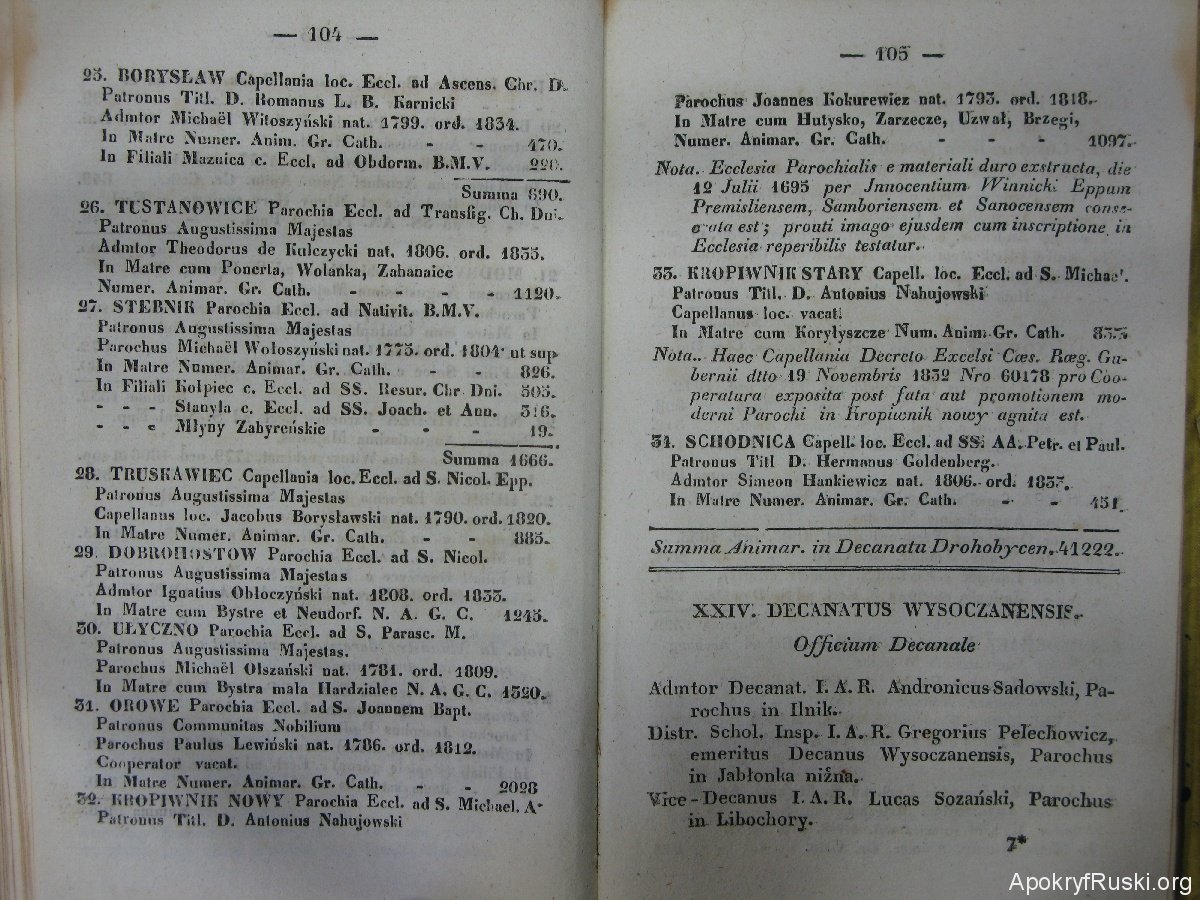 — 104 —
25. BORYSŁAW Capellania loc. Eccl. ad Ascens. Chr. D.
Patronus Titl. D. Romanus L. B. Karnicki
Admtor Michaël Witoszyński nat. 1799. ord. 1834.
In Matre Numer. Anim. Gr. Cath. - - 470.
In Filiali Maznica c. Eccl. ad Obdorm. B.M.V. 220.
Summa 690.
26. TUSTANOWICE Parochia Eccl. ad Transfig. Ch. Dni.
Patronus Augustissima Majestas
Admtor Theodorus de Kulczycki nat. 1806. ord. 1835.
In Matre cum Ponerla, Wolanka, Zahanaice
Numer. Animar. Gr. Cath. - - - - 1120.
27. STEBNIK Parochia Eccl. ad Nativit. B.M.V.
Patronus Augustissima Majestas
Parochus Michaël Wołoszyński nat. 1775. ord. 1804 ut sup.
In Matre Numer. Animar. Gr. Cath. - - 826.
In Filiali Kołpiec c. Eccl. ad SS. Resur. Chr Dni. 505.
- - - Stanyla c. Eccl. ad SS. Joach. et Ann. 316.
- - - Młyny Zabyreńskie - - - 19.
Summa 1666.
28. TRUSKAWIEC Capellania loc. Eccl. ad S. Nicol. Epp.
Patronus Augustissima Majestas
Capellanus loc. Jacobus Borysławski nat. 1790. ord. 1820.
In Matre Numer. Animar. Gr. Cath. - - 885.
29. DOBROHOSTOW Parochia Eccl. ad S. Nicol.
Patronus Augustissima Majestas
Admtor Ignatius Obłoczyński nat. 1808. ord. 1833.
In Matre cum Bystre et Neudorf. N. A. G. C. 1245.
30. UŁYCZNO Parochia Eccl. ad S. Parasc. M.
Patronus Augustissima Majestas.
Parochus Michaël Olszański nat. 1781. ord. 1809.
In Matre cum Bystra mała Hardzialec N. A. G. C. 1320.
31. OROWE Parochia Eccl. ad S. Joannem Bapt.
Patronus Communitas Nobilium
Parochus Paulus Lewiński nat. 1786. ord. 1812.
Cooperator vacat.
In Matre Numer. Animar. Gr. Cath. - - 2028
32. KROPIWNIK NOWY Parochia Eccl. ad S. Michael. A.
Patronus Titl. D. Antonius Nahujowski
— 105 —
Parochus Joannes Kokurewicz nat. 1793. ord. 1818.
In Matre cum Hutysko, Zarzecze, Uzwał, Brzegi,
Numer. Animar. Gr. Cath. - - - 1097.
Nota. Ecclesia Parochialis e materiali duro exstructa, die
12 Julii 1695 per Jnnocentium Winnicki Eppum
Premisliensem, Samboriensem et Sanocensem conse-
crata est; prouti imago ejusdem cum inscriptione in
Ecclesia reperibilis testatur.
33. KROPIWNIK STARY Capell. loc. Eccl. ad S. Michael.
Patronus Titl. D. Antonius Nahujowski
Capellanus loc. vacat.
In Matre cum Koryłyszcze Num. Anim. Gr. Cath. 833
Nota.. Haec Capellania Decreto Excelsi Cæs. Ræg. Gu-
bernii dtto 19 Novembris 1832 Nro 60178 pro Coo-
peratura exposita post fata aut promotionem mo-
derni Parochi in Kropiwnik nowy agnita est.
34. SCHODNICA Capell. loc. Eccl. ad SS. AA. Petr. et Paul.
Patronus Titl D. Hermanus Goldenberg.
Admtor Simeon Hankiewicz nat. 1806. ord. 1833.
In Matre Numer. Animar. Gr. Cath. - - 451.
Summa Animar. in Decanatu Drohobycen. 41222.
XXIV. DECANATUS WYSOCZANENSIS.
Officium Decanale
Admtor Decanat. I. A. R. Andronicus Sadowski, Pa-
rochus in Ilnik.
Distr. Schol. Insp. I. A. R. Gregorius Pełechowicz,
emeritus Decanus Wysoczanensis, Parochus
in Jabłonka niżna.
Vice-Decanus I. A. R. Lucas Sozański, Parochus
in Libochory.
7*
ApokryfRuski.org